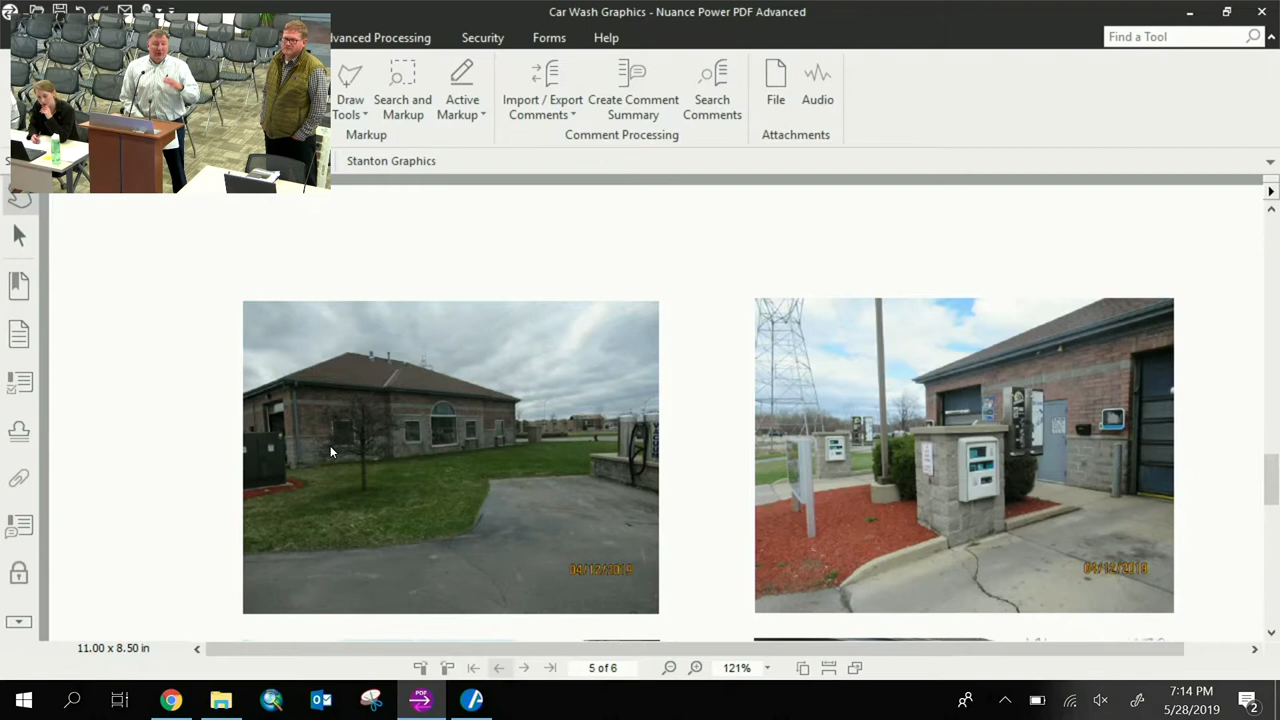 Car Wash Graphics - Nuance Power PDF Advanced
dvanced Processing
Security
Forms
Help
Find a Tool
Draw Tools
Search and Markup
Active Markup
Import / Export Comments
Create Comment Summary
Search Comments
File
Audio
Markup
Comment Processing
Attachments
Stanton Graphics
04/12/2019
04/12/2019
11.00 x 8.50 in
5 of 6
121%
PDF
7:14 PM
5/28/2019
2